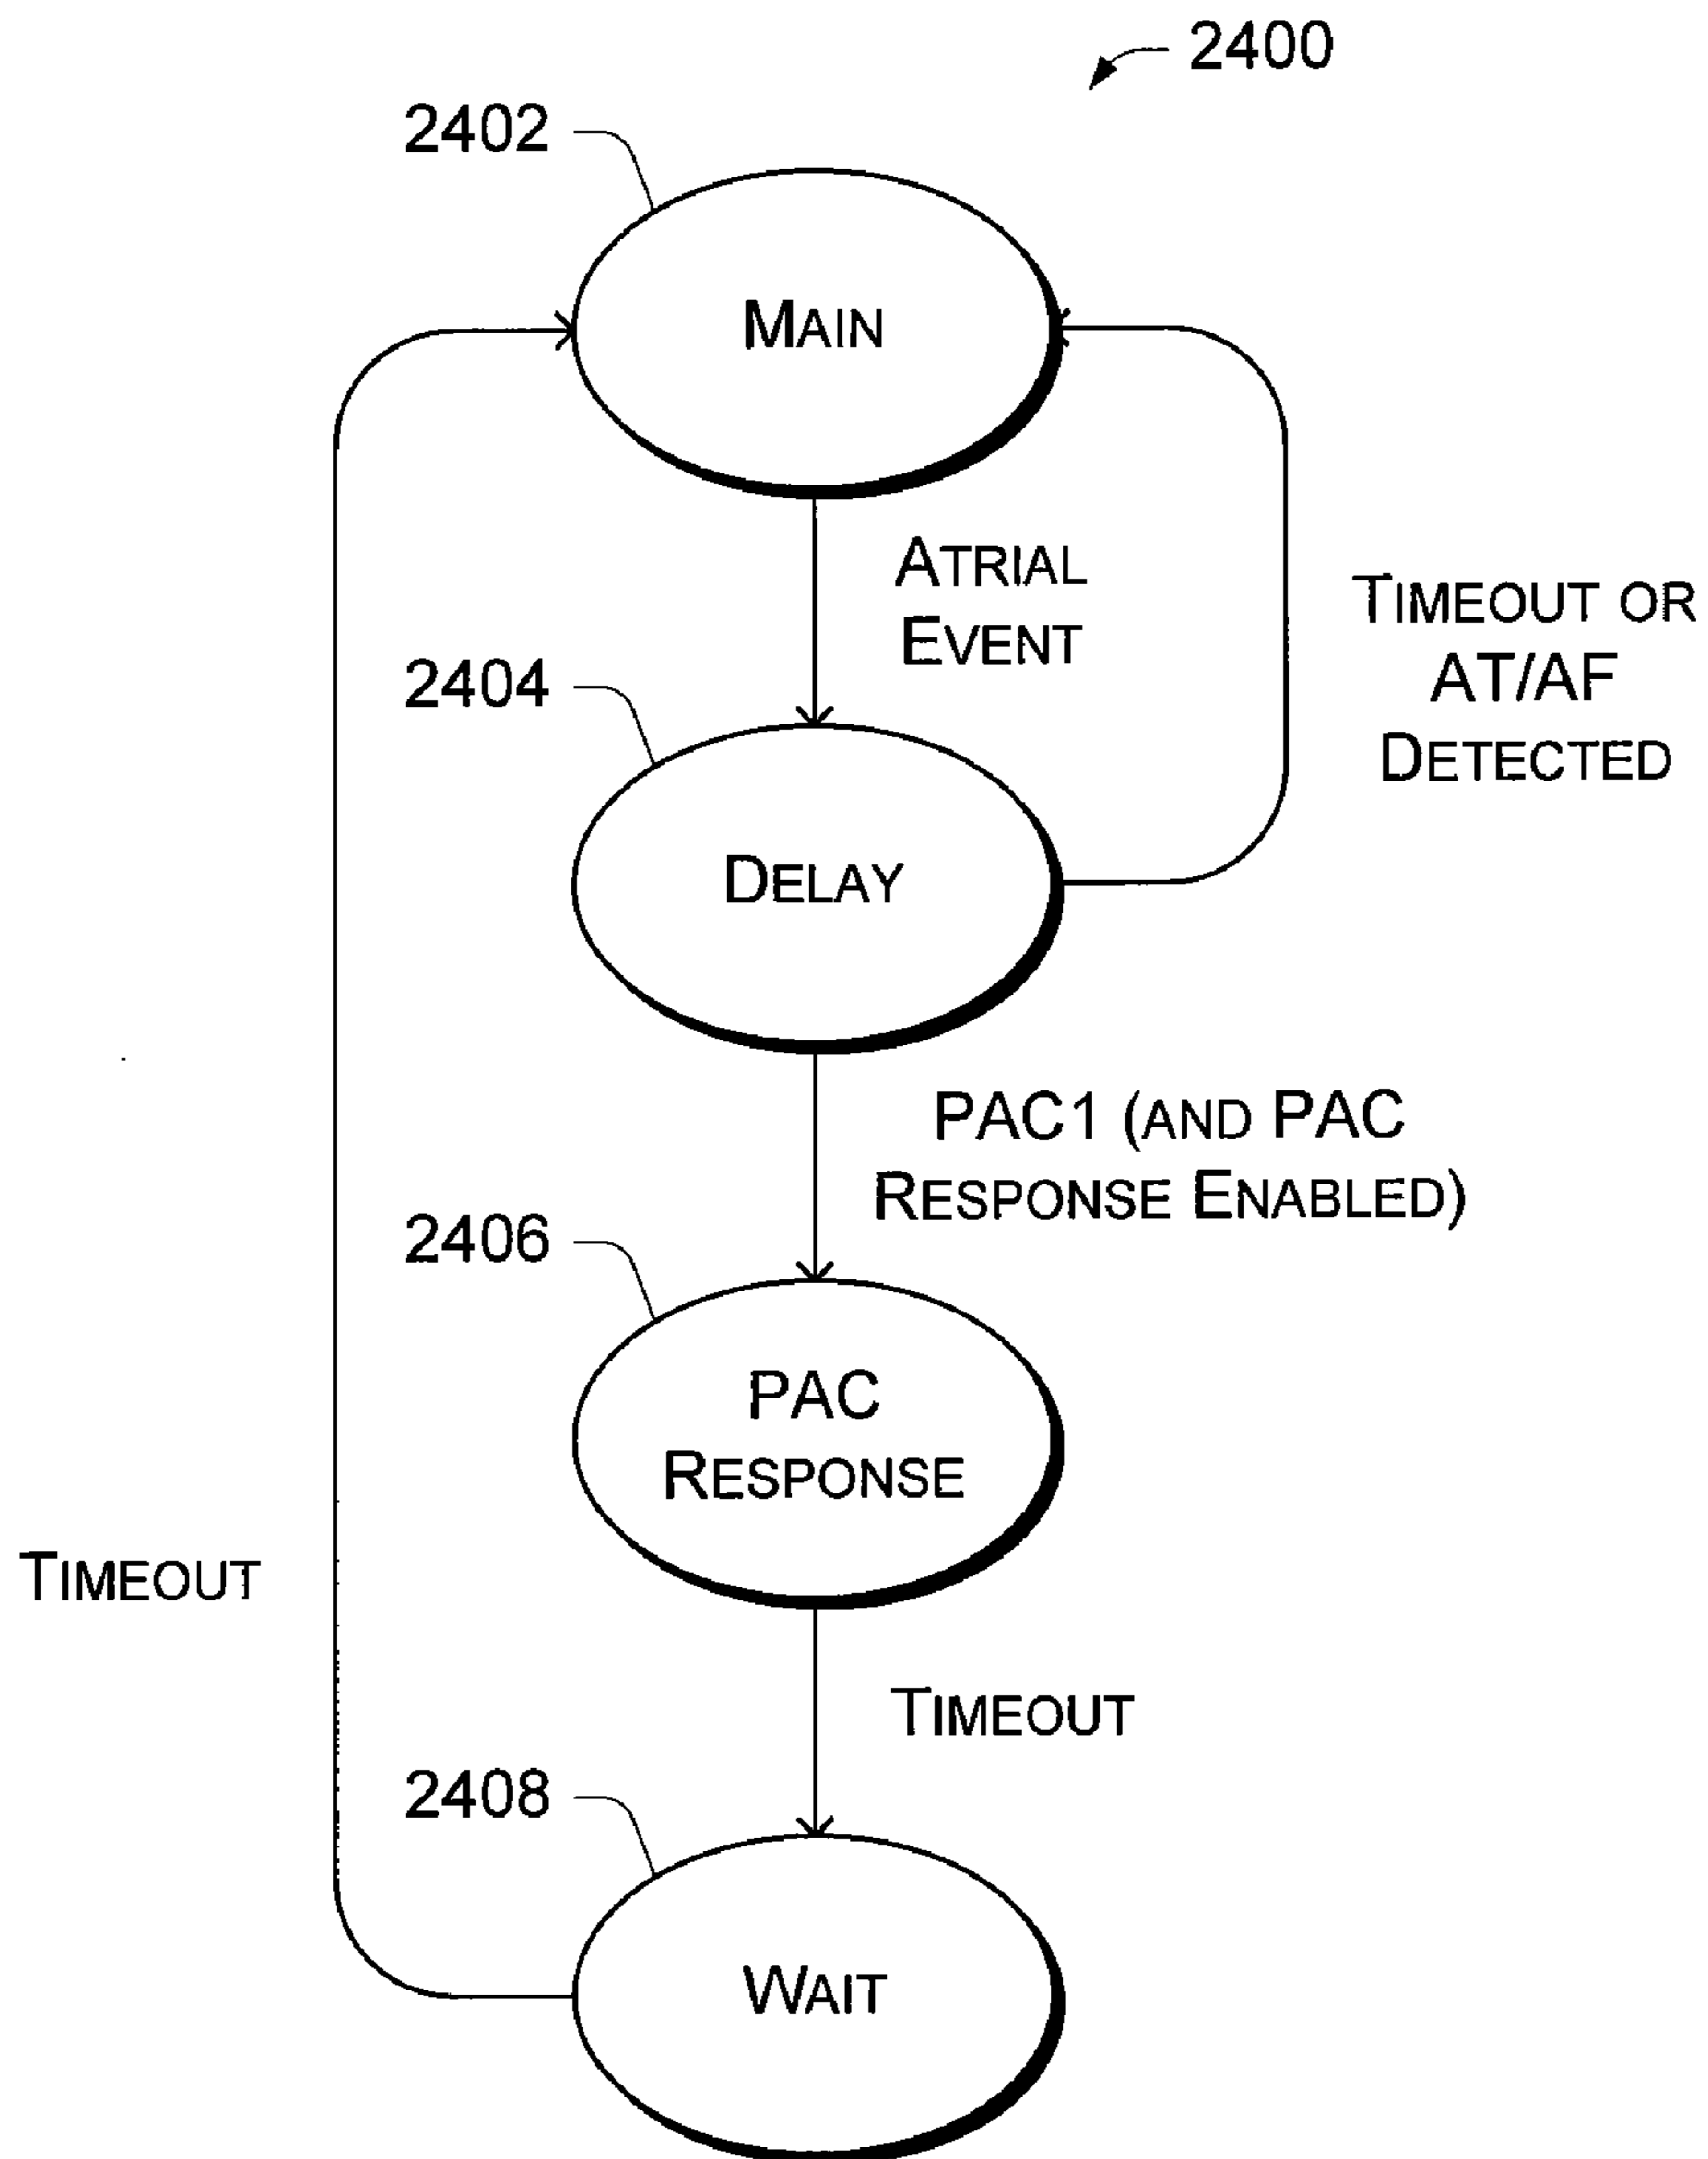 2400
2402
MAIN
ATRIAL
EVENT
TIMEOUT OR
AT/AF
DETECTED
2404
DELAY
PAC1 (AND PAC
RESPONSE ENABLED)
2406
PAC
RESPONSE
TIMEOUT
TIMEOUT
2408
WAIT